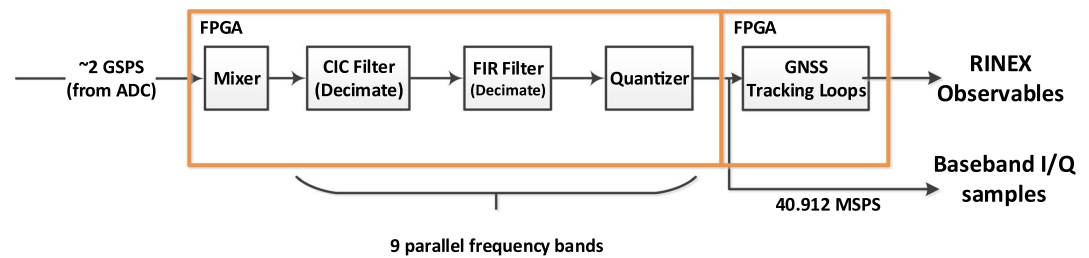 FPGA
FPGA
~2 GSPS
(from ADC)
Mixer
CIC Filter
(Decimate)
FIR Filter
(Decimate)
Quantizer
GNSS
Tracking Loops
RINEX
Observables
Baseband I/Q
samples
40.912 MSPS
9 parallel frequency bands